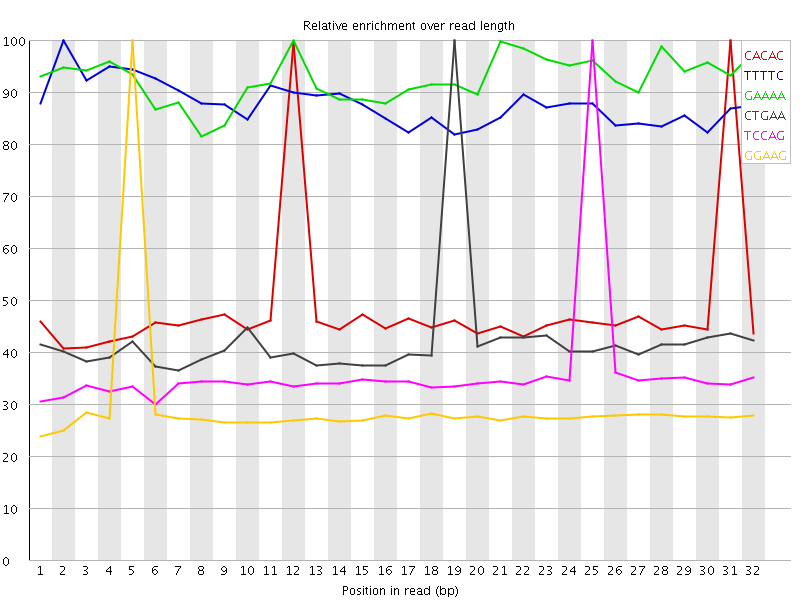 Relative enrichment over read length
100
90
80
70
60
50
40
30
20
10
0
CACAC
TTTTC
GAAAA
CTGAA
TCCAG
GGAAG
1 2 3 4 5 6 7 8 9 10 11 12 13 14 15 16 17 18 19 20 21 22 23 24 25 26 27 28 29 30 31 32
Position in read (bp)